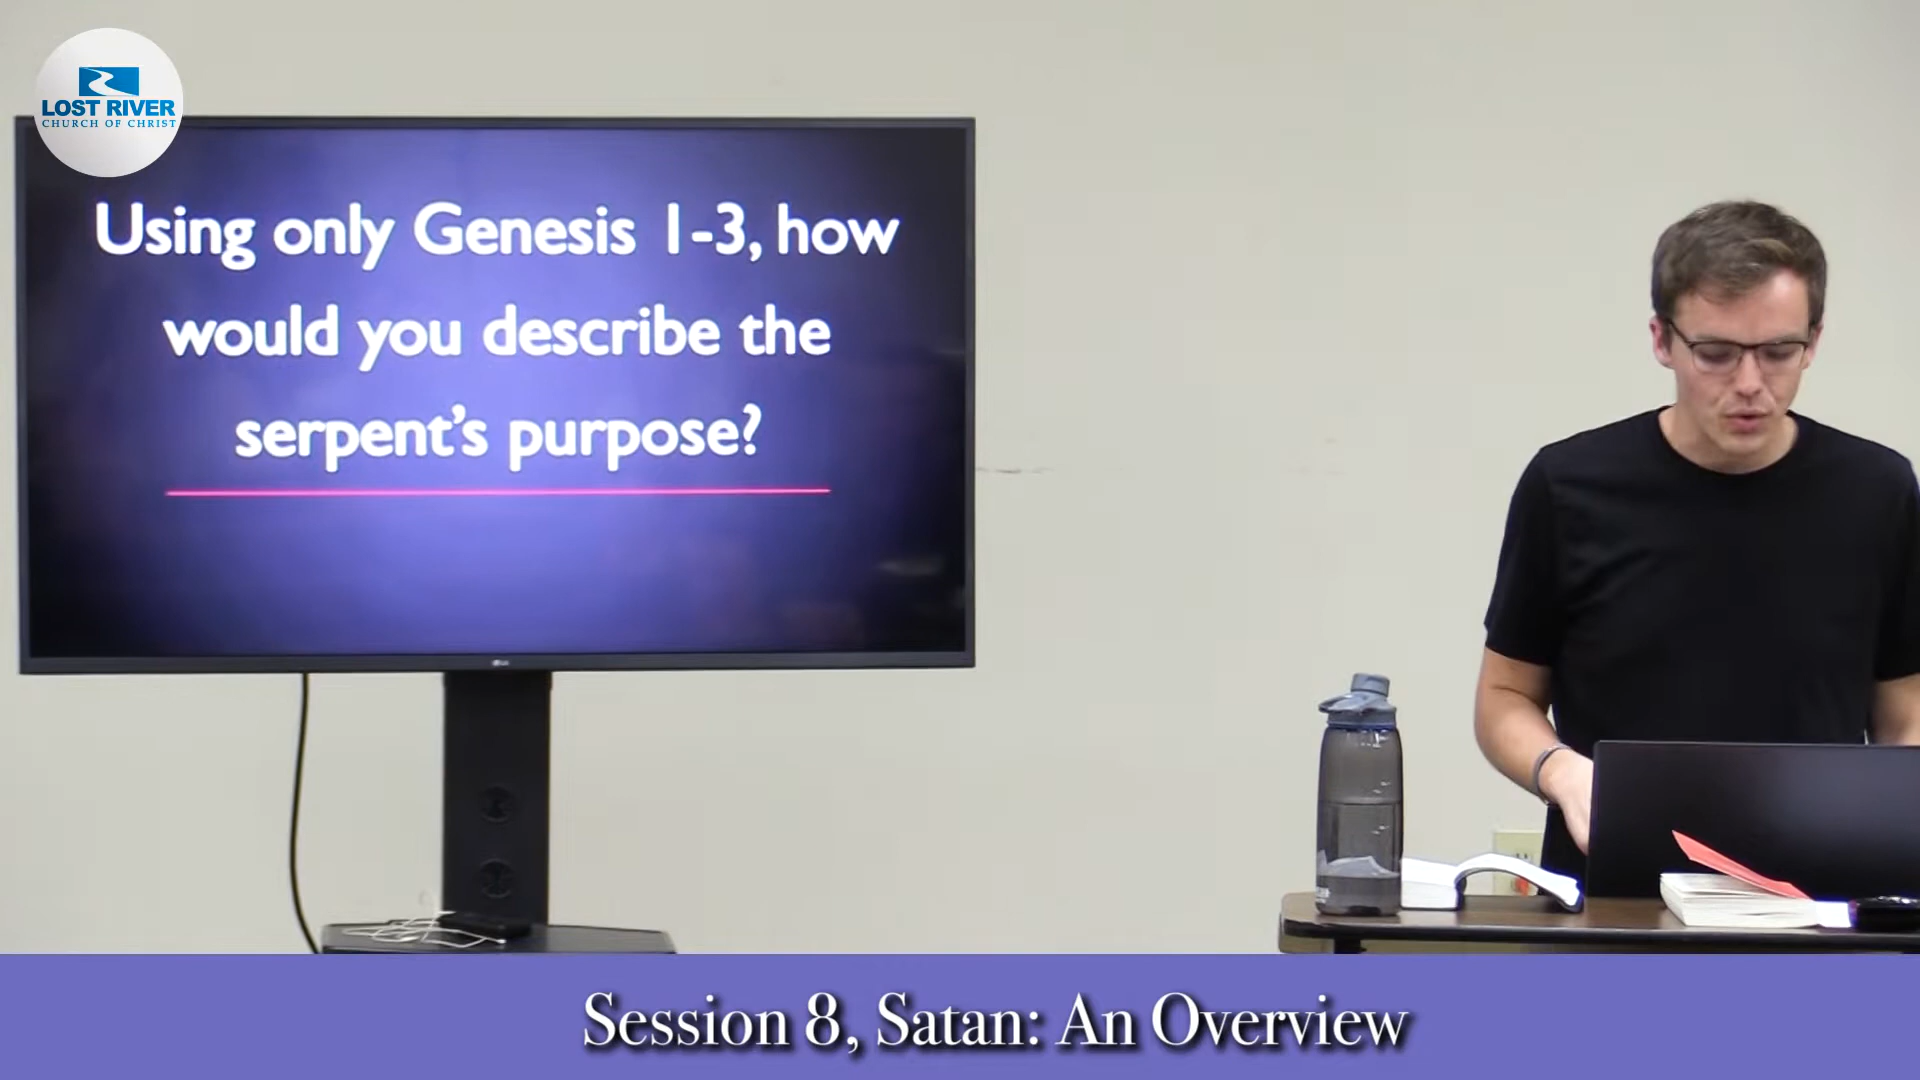 LOST RIVER
CHURCH OF CHRIST
Using only Genesis 1-3, how
would you describe the
serpent's purpose?
LG
Session 8, Satan: An Overview